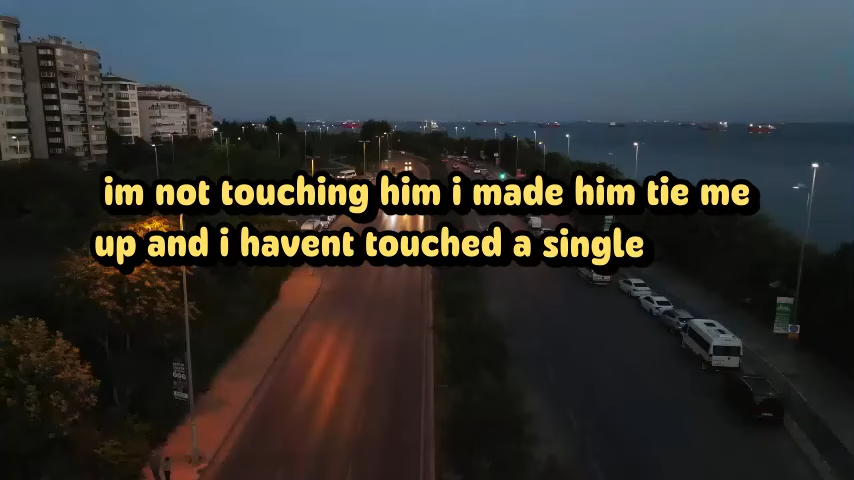 im not touching him i made him tie me
up and i havent touched a single